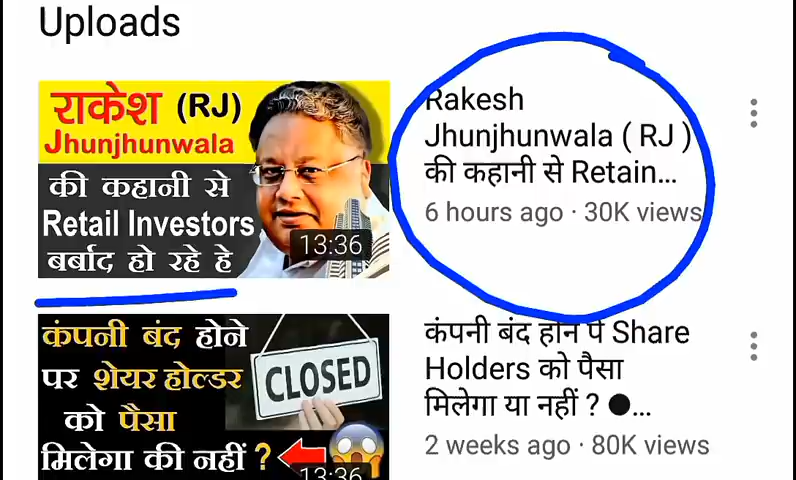 Uploads
राकेश (RJ)
Jhunjhunwala
की कहानी से
Retail Investors
बर्बाद हो रहे हे
13:36
Rakesh
Jhunjhunwala ( RJ )
की कहानी से Retain...
6 hours ago · 30K views
कंपनी बंद होने
पर शेयर होल्डर
को पैसा
मिलेगा की नहीं ?
CLOSED
13:36
कंपनी बंद होने पे Share
Holders को पैसा
मिलेगा या नहीं ? ●...
2 weeks ago · 80K views